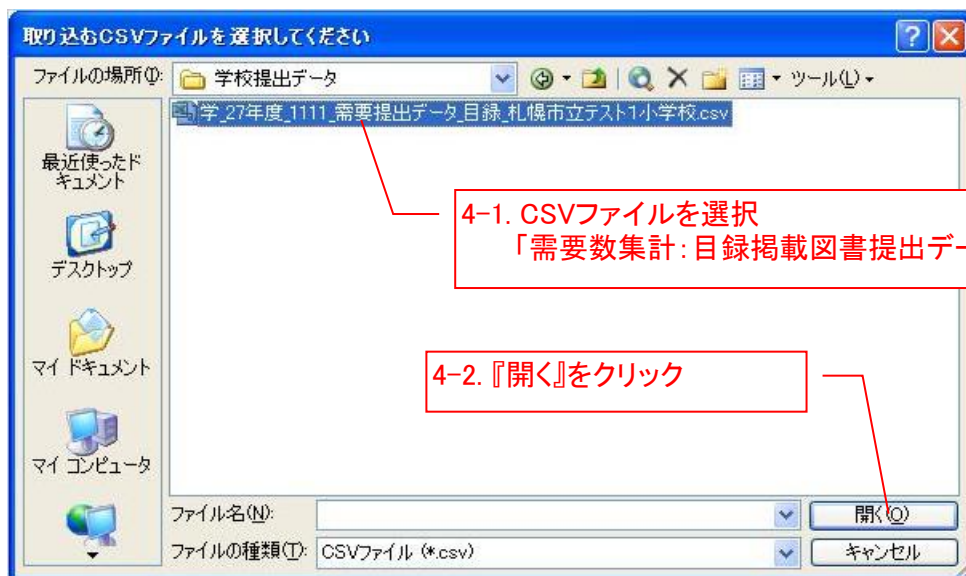 取り込むCSVファイルを選択してください
ファイルの場所(I):
学校提出データ
ツール(L)
学_27年度_1111_需要提出データ_目録_札幌市立テスト1小学校.csv
最近使ったド
キュメント
4-1. CSVファイルを選択
「需要数集計：目録掲載図書提出デー
デスクトップ
マイ ドキュメント
4-2. 『開く』をクリック
マイ コンピュータ
ファイル名(N):
開く(O)
ファイルの種類(T):
CSVファイル (*.csv)
キャンセル